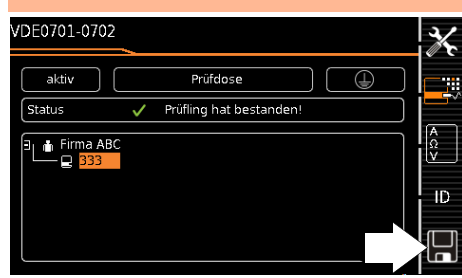 VDE0701-0702
aktiv
Prüfdose
Status
Prüfling hat bestanden!
Firma ABC
333
A
Ω
V
ID